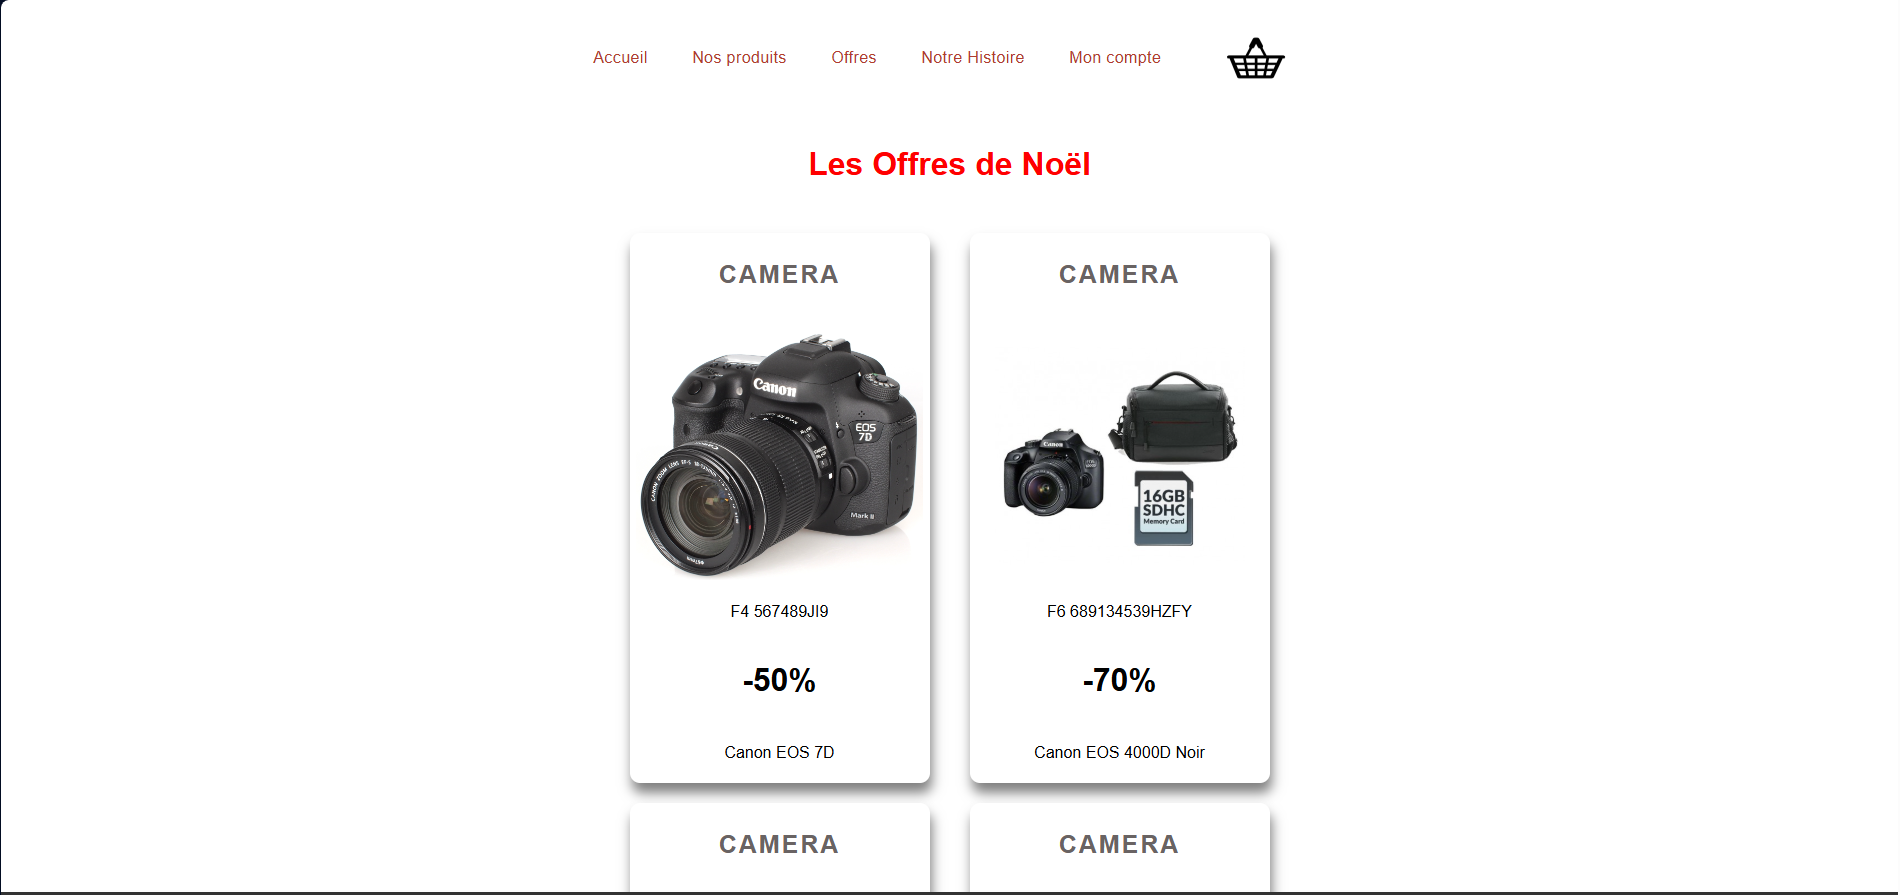 Accueil Nos produits Offres Notre Histoire Mon compte
Les Offres de Noël
CAMERA
Canon
EOS
7D
Mark II
F4 567489JI9
-50%
Canon EOS 7D
CAMERA
Canon
16GB
SDHC
Memory Card
F6 689134539HZFY
-70%
Canon EOS 4000D Noir
CAMERA
CAMERA